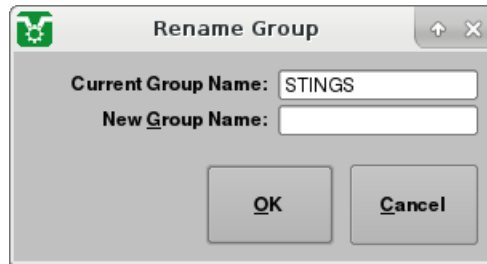 Rename Group
Current Group Name: STINGS
New Group Name:
OK Cancel